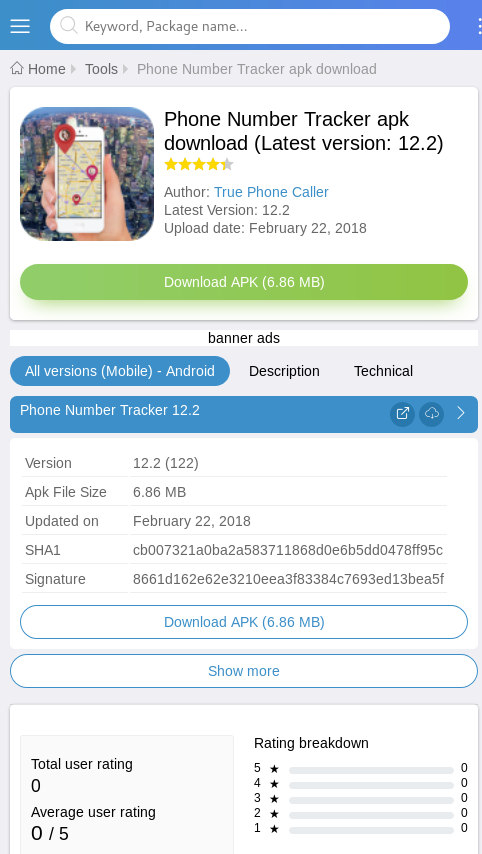 Keyword, Package name...
Home Tools Phone Number Tracker apk download
Phone Number Tracker apk
download (Latest version: 12.2)
Author: True Phone Caller
Latest Version: 12.2
Upload date: February 22, 2018
Download APK (6.86 MB)
banner ads
All versions (Mobile) - Android Description Technical
Phone Number Tracker 12.2
Version 12.2 (122)
Apk File Size 6.86 MB
Updated on February 22, 2018
SHA1 cb007321a0ba2a583711868d0e6b5dd0478ff95c
Signature 8661d162e62e3210eea3f83384c7693ed13bea5f
Download APK (6.86 MB)
Show more
Total user rating
0
Average user rating
0 / 5
Rating breakdown
5 ★ 0
4 ★ 0
3 ★ 0
2 ★ 0
1 ★ 0